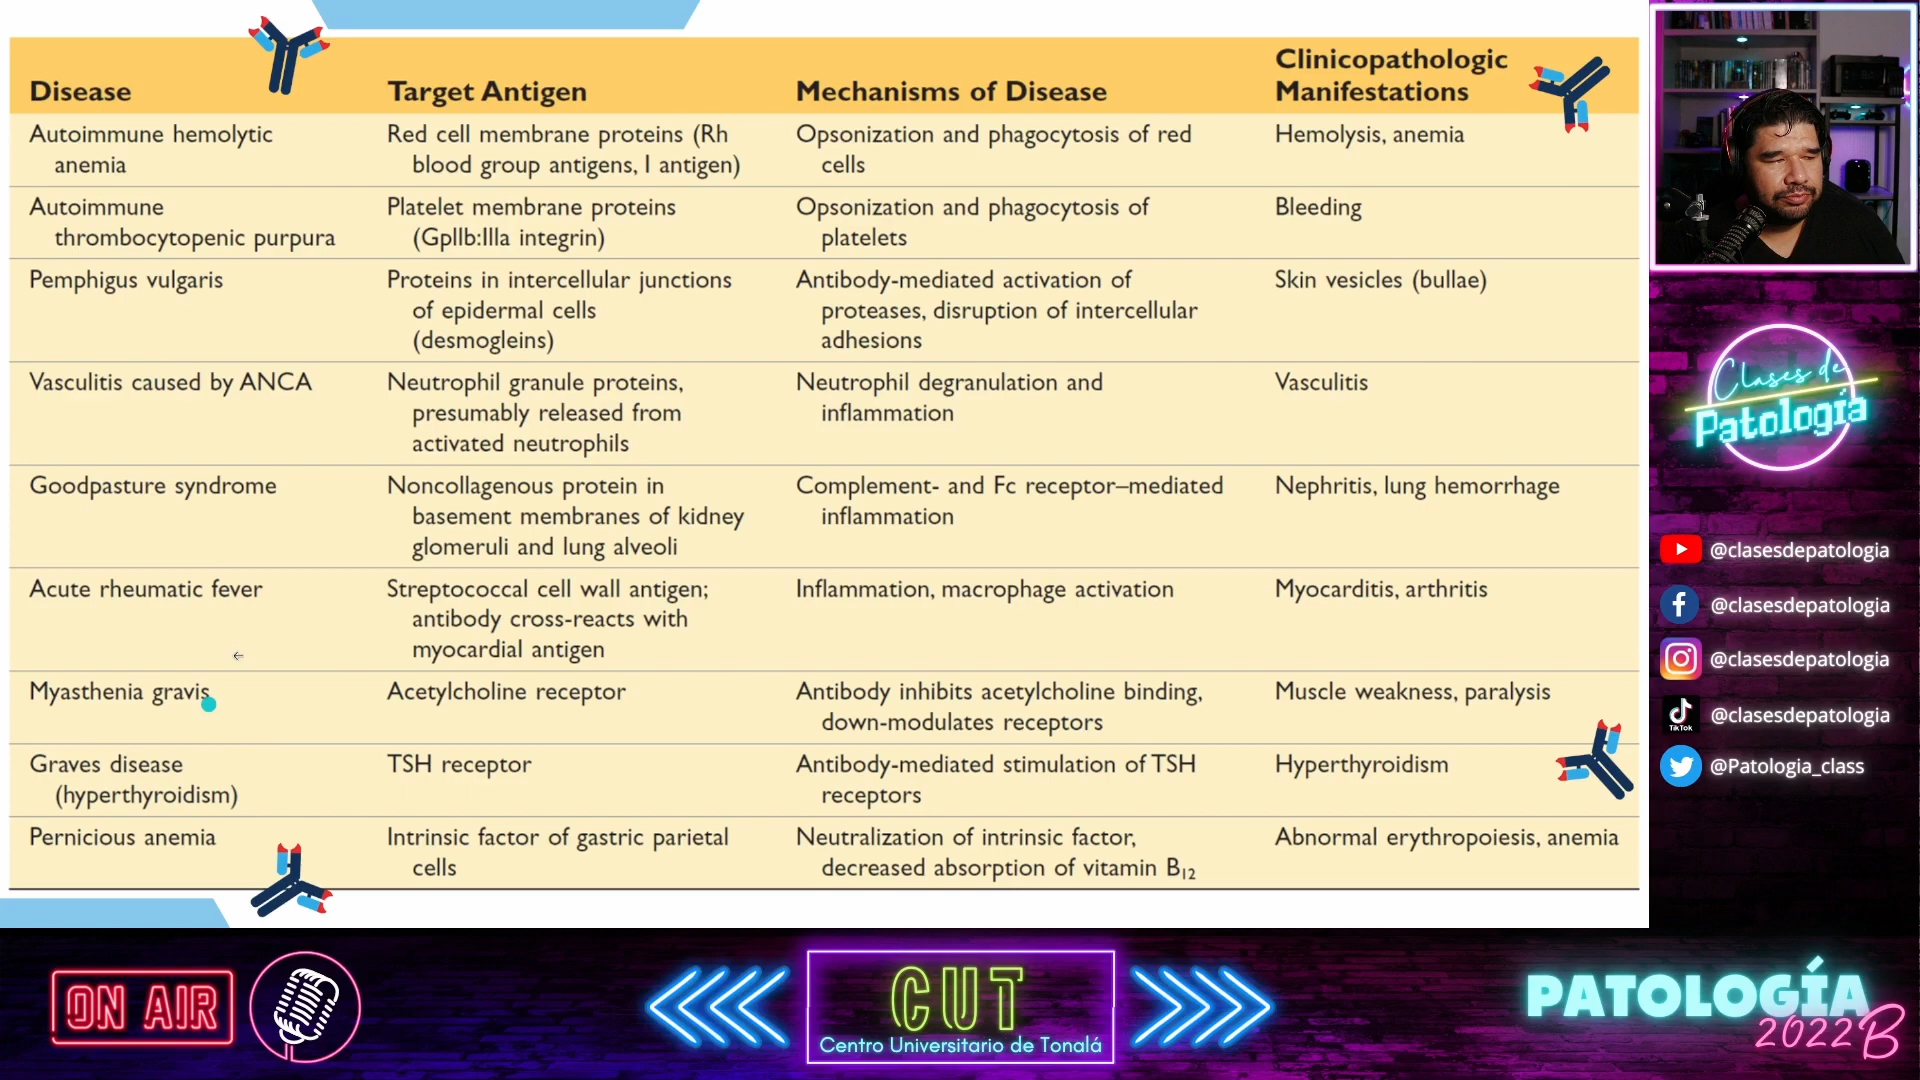 Disease
Target Antigen
Mechanisms of Disease
Clinicopathologic
Manifestations
Autoimmune hemolytic
anemia
Red cell membrane proteins (Rh
blood group antigens, I antigen)
Opsonization and phagocytosis of red
cells
Hemolysis, anemia
Autoimmune
thrombocytopenic purpura
Platelet membrane proteins
(GpIIb:IIIa integrin)
Opsonization and phagocytosis of
platelets
Bleeding
Pemphigus vulgaris
Proteins in intercellular junctions
of epidermal cells
(desmogleins)
Antibody-mediated activation of
proteases, disruption of intercellular
adhesions
Skin vesicles (bullae)
Vasculitis caused by ANCA
Neutrophil granule proteins,
presumably released from
activated neutrophils
Neutrophil degranulation and
inflammation
Vasculitis
Goodpasture syndrome
Noncollagenous protein in
basement membranes of kidney
glomeruli and lung alveoli
Complement- and Fc receptor–mediated
inflammation
Nephritis, lung hemorrhage
Acute rheumatic fever
Streptococcal cell wall antigen;
antibody cross-reacts with
myocardial antigen
Inflammation, macrophage activation
Myocarditis, arthritis
Myasthenia gravis
Acetylcholine receptor
Antibody inhibits acetylcholine binding,
down-modulates receptors
Muscle weakness, paralysis
Graves disease
(hyperthyroidism)
TSH receptor
Antibody-mediated stimulation of TSH
receptors
Hyperthyroidism
Pernicious anemia
Intrinsic factor of gastric parietal
cells
Neutralization of intrinsic factor,
decreased absorption of vitamin B₁₂
Abnormal erythropoiesis, anemia
Clases de
Patología
@clasesdepatologia
@clasesdepatologia
@clasesdepatologia
TikTok
@clasesdepatologia
@Patologia_class
ON AIR
CUT
Centro Universitario de Tonalá
PATOLOGÍA
2022B